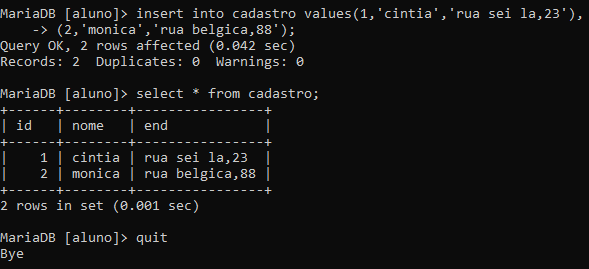 MariaDB [aluno]> insert into cadastro values(1,'cintia','rua sei la,23'),
    -> (2,'monica','rua belgica,88');
Query OK, 2 rows affected (0.042 sec)
Records: 2  Duplicates: 0  Warnings: 0

MariaDB [aluno]> select * from cadastro;
+------+--------+----------------+
| id   | nome   | end            |
+------+--------+----------------+
|    1 | cintia | rua sei la,23  |
|    2 | monica | rua belgica,88 |
+------+--------+----------------+
2 rows in set (0.001 sec)

MariaDB [aluno]> quit
Bye